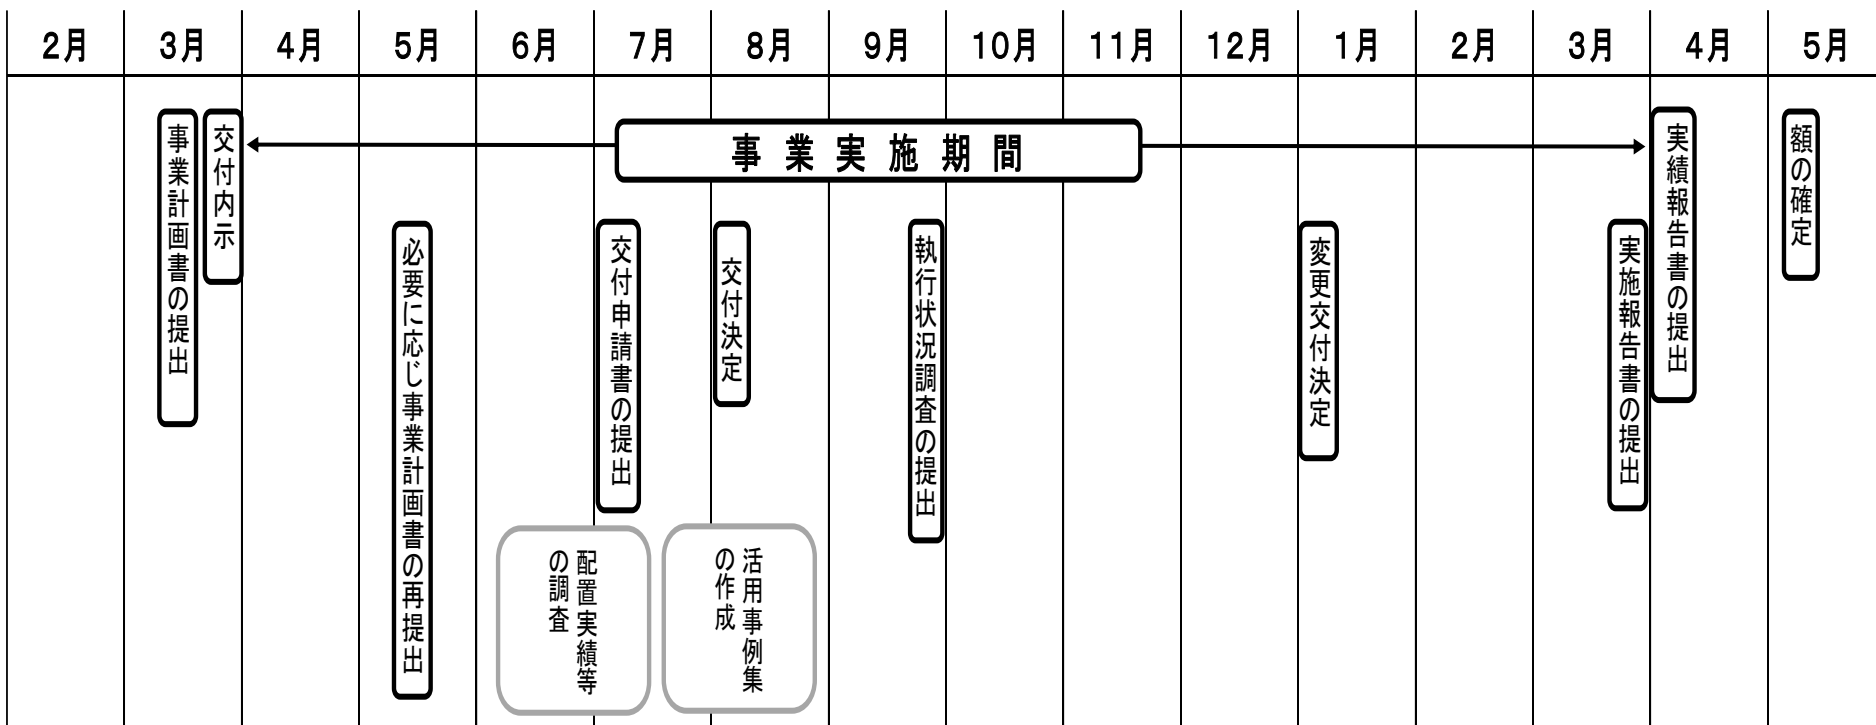 2月
3月
4月
5月
6月
7月
8月
9月
10月
11月
12月
1月
2月
3月
4月
5月
事業計画書の提出
交付内示
事業実施期間
実績報告書の提出
額の確定
必要に応じ事業計画書の再提出
交付申請書の提出
交付決定
執行状況調査の提出
変更交付決定
実施報告書の提出
配置実績等
の調査
活用事例集
の作成